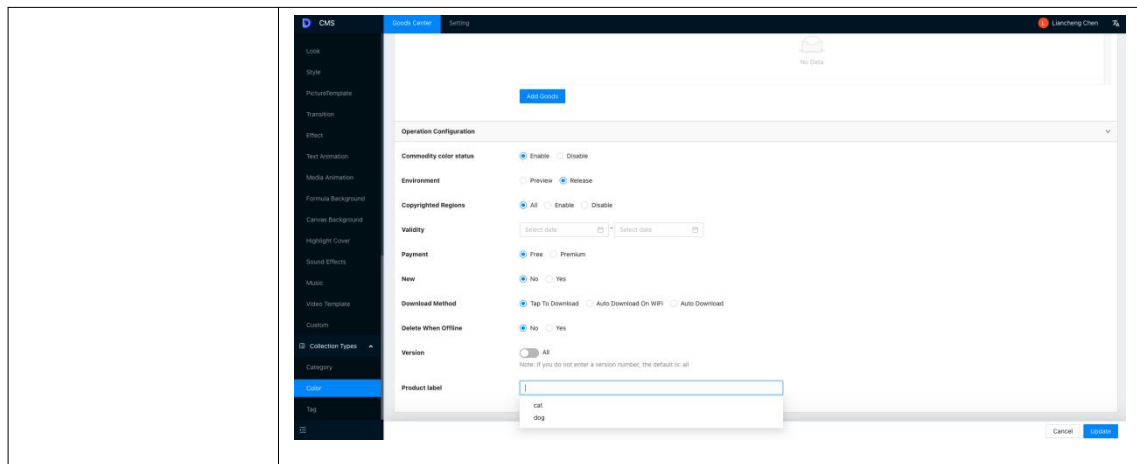 D CMS
Goods Center Setting
L Liancheng Chen
Look
Style
PictureTemplate
Transition
Effect
Text Animation
Media Animation
Formula Background
Canvas Background
Highlight Cover
Sound Effects
Music
Video Template
Custom
Collection Types
Category
Color
Tag
No Data
Add Goods
Operation Configuration
Commodity color status Enable Disable
Environment Preview Release
Copyrighted Regions All Enable Disable
Validity Select date - Select date
Payment Free Premium
New No Yes
Download Method Tap To Download Auto Download On WiFi Auto Download
Delete When Offline No Yes
Version All
Note: If you do not enter a version number, the default is: all
Product label
cat
dog
Cancel Update